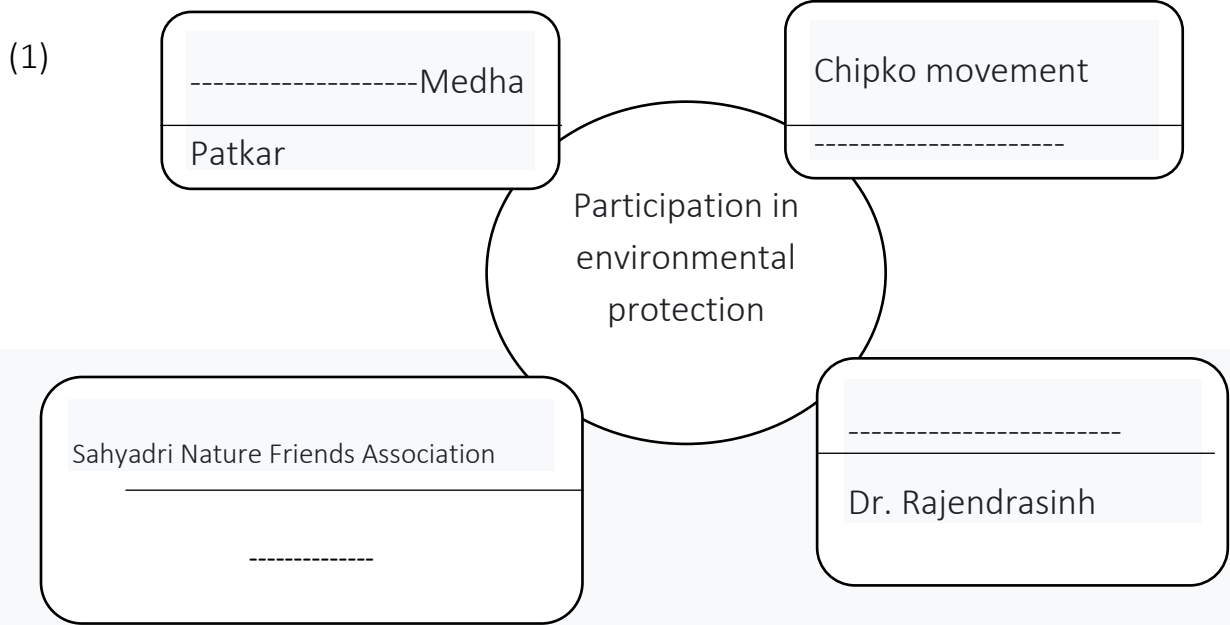 (1)
--------------------Medha
Patkar
Chipko movement
----------------------
Participation in
environmental
protection
Sahyadri Nature Friends Association
--------------
------------------------
Dr. Rajendrasinh